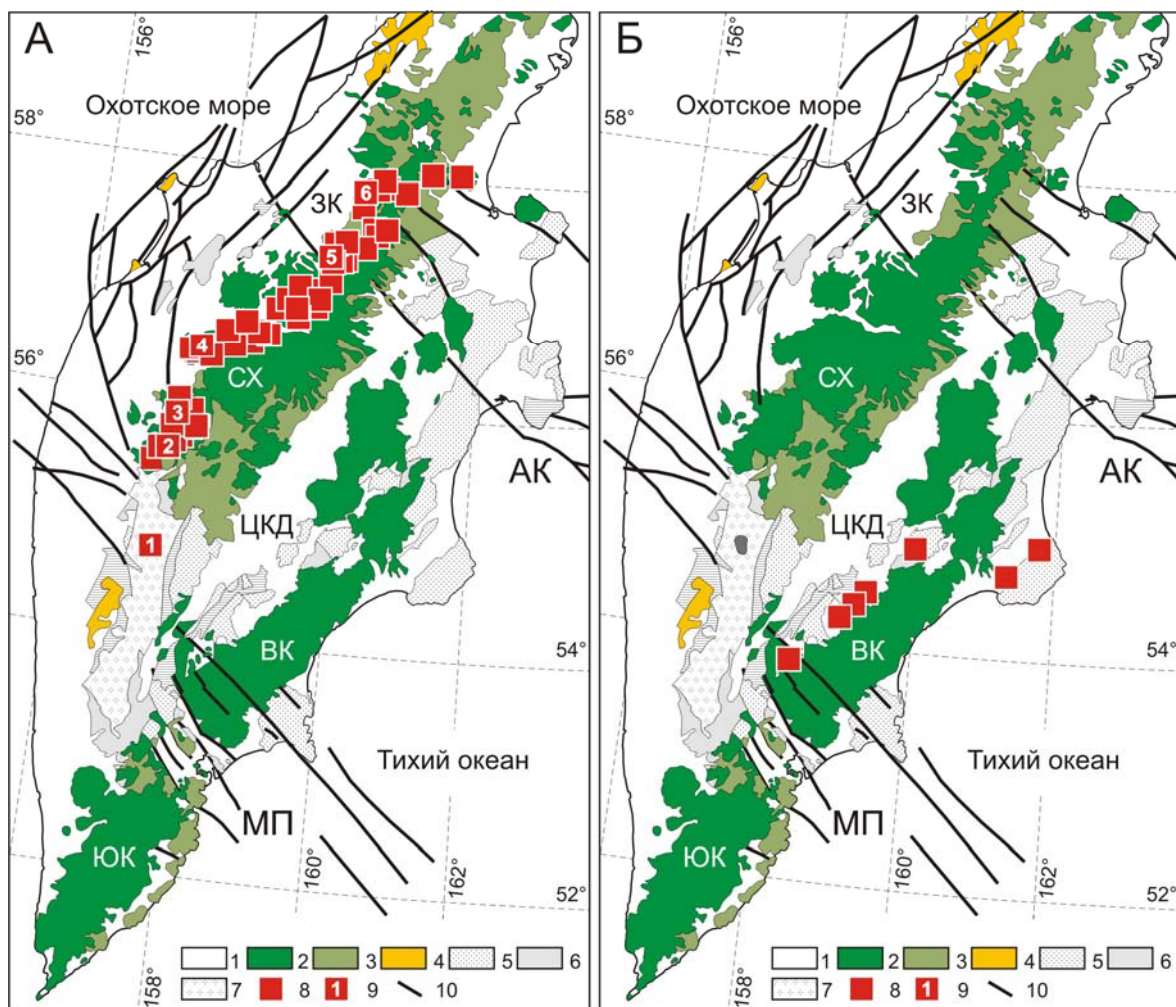 А
156°
Охотское море
58°
ЗК
6
5
4
56°
СХ
3
2
АК
ЦКД
1
54°
ВК
Тихий океан
МП
ЮК
160°
162°
52°
158°
1 2 3 4 5 6
7 8 1 9 10
Б
156°
Охотское море
58°
ЗК
56°
СХ
АК
ЦКД
54°
ВК
Тихий океан
МП
ЮК
160°
162°
52°
158°
1 2 3 4 5 6
7 8 1 9 10